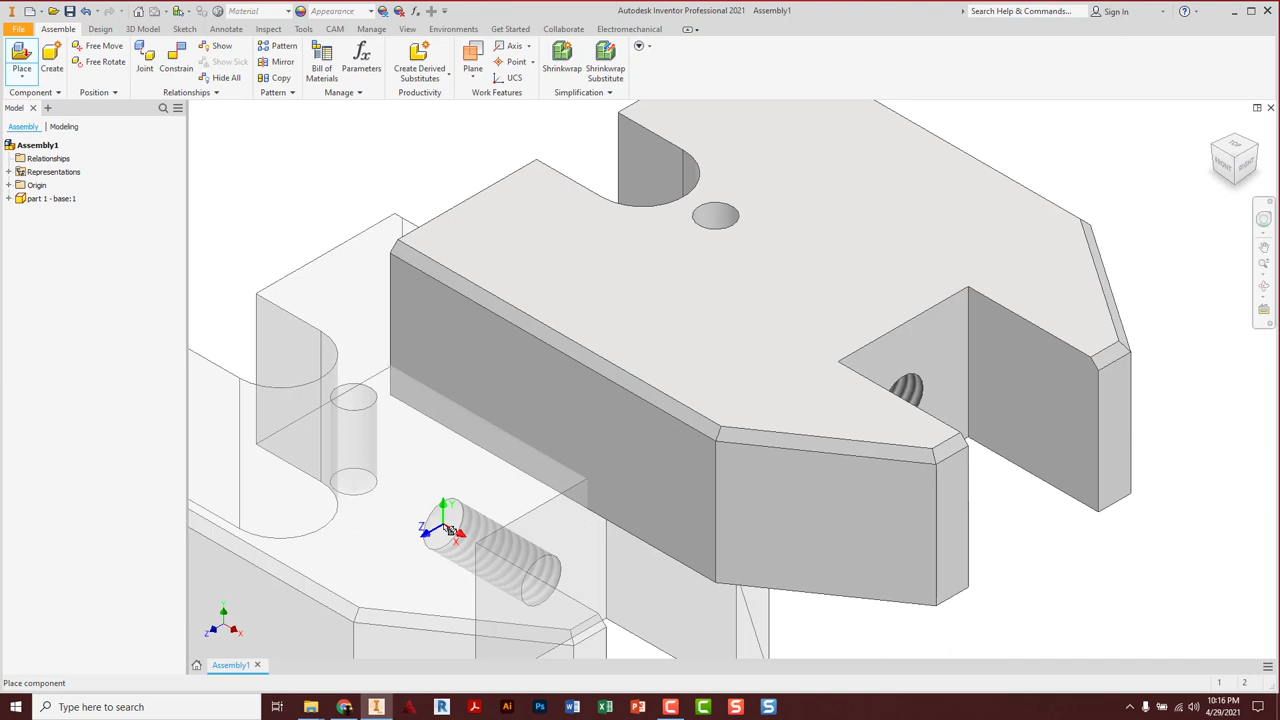 Material
Appearance
Autodesk Inventor Professional 2021 Assembly1
Search Help & Commands...
Sign In
File
Assemble
Design
3D Model
Sketch
Annotate
Inspect
Tools
CAM
Manage
View
Environments
Get Started
Collaborate
Electromechanical
Place
Create
Free Move
Free Rotate
Joint
Constrain
Show
Show Sick
Hide All
Pattern
Mirror
Copy
Bill of
Materials
Parameters
Create Derived
Substitutes
Plane
Axis
Point
UCS
Shrinkwrap
Shrinkwrap
Substitute
Component
Position
Relationships
Pattern
Manage
Productivity
Work Features
Simplification
Model
Assembly
Modeling
Assembly1
Relationships
Representations
Origin
part 1 - base:1
TOP
FRONT
RIGHT
Y
Z
X
Y
Z
X
Assembly1
Place component
1
2
Type here to search
10:16 PM
4/29/2021